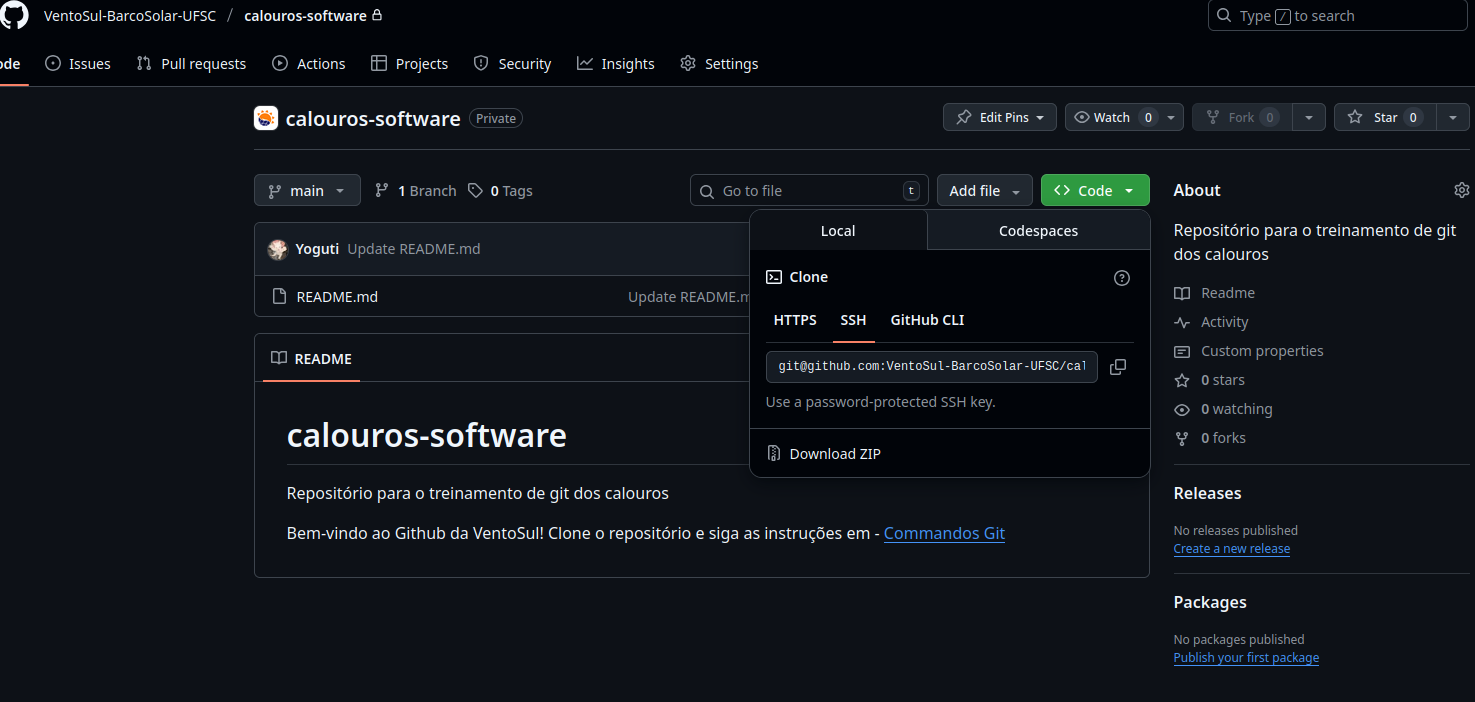 VentoSul-BarcoSolar-UFSC / calouros-software
Type / to search
ode Issues Pull requests Actions Projects Security Insights Settings
calouros-software Private
Edit Pins Watch 0 Fork 0 Star 0
main 1 Branch 0 Tags
Go to file t Add file Code
Yoguti Update README.md
README.md Update README.m
README
calouros-software
Repositório para o treinamento de git dos calouros
Bem-vindo ao Github da VentoSul! Clone o repositório e siga as instruções em - Commandos Git
Local Codespaces
Clone
HTTPS SSH GitHub CLI
git@github.com:VentoSul-BarcoSolar-UFSC/cal
Use a password-protected SSH key.
Download ZIP
About
Repositório para o treinamento de git
dos calouros
Readme
Activity
Custom properties
0 stars
0 watching
0 forks
Releases
No releases published
Create a new release
Packages
No packages published
Publish your first package